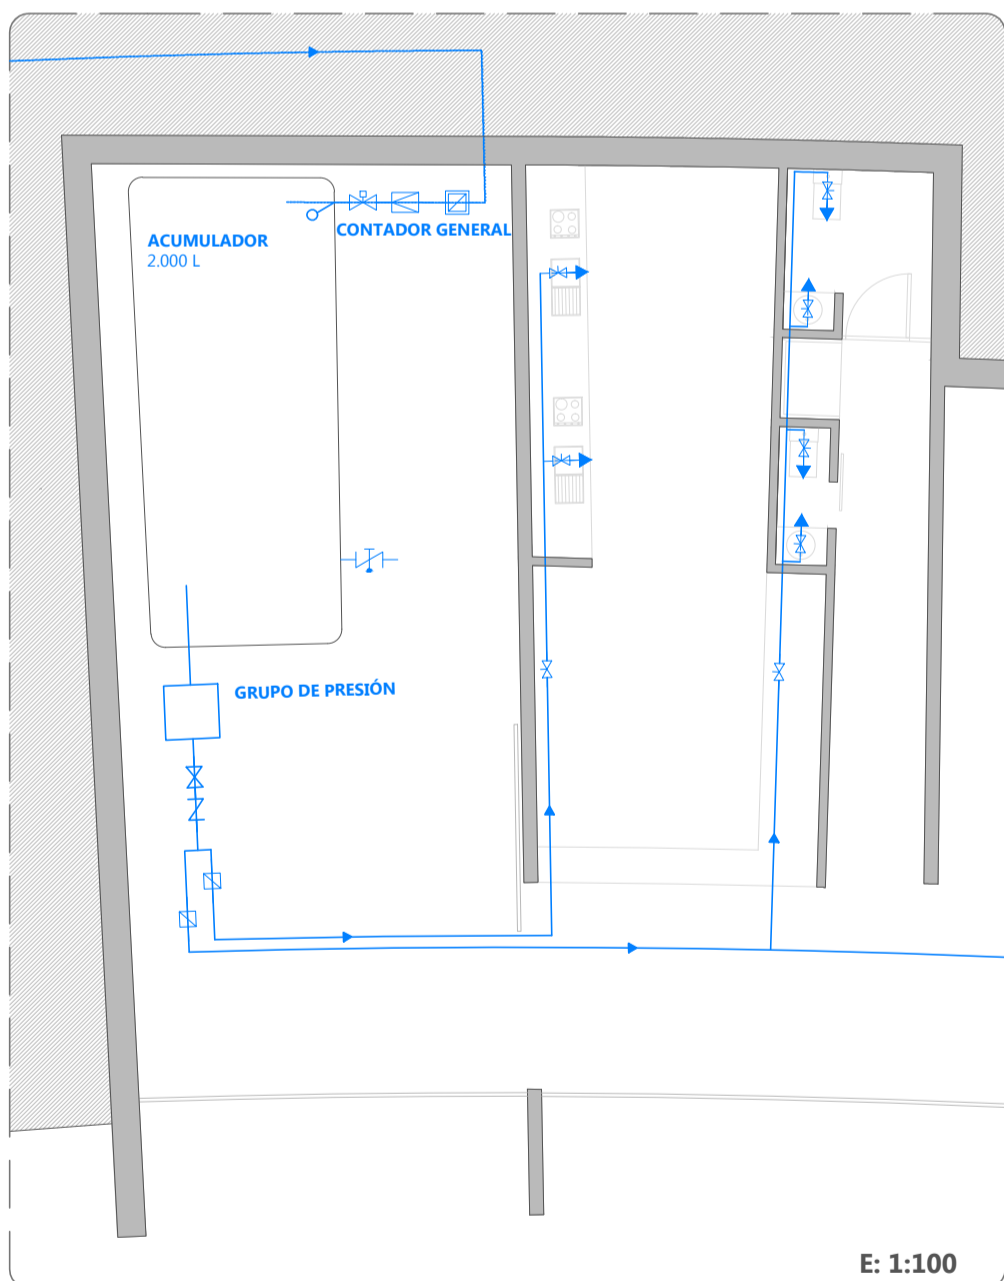 ACUMULADOR
2.000 L
CONTADOR GENERAL
GRUPO DE PRESIÓN
E: 1:100